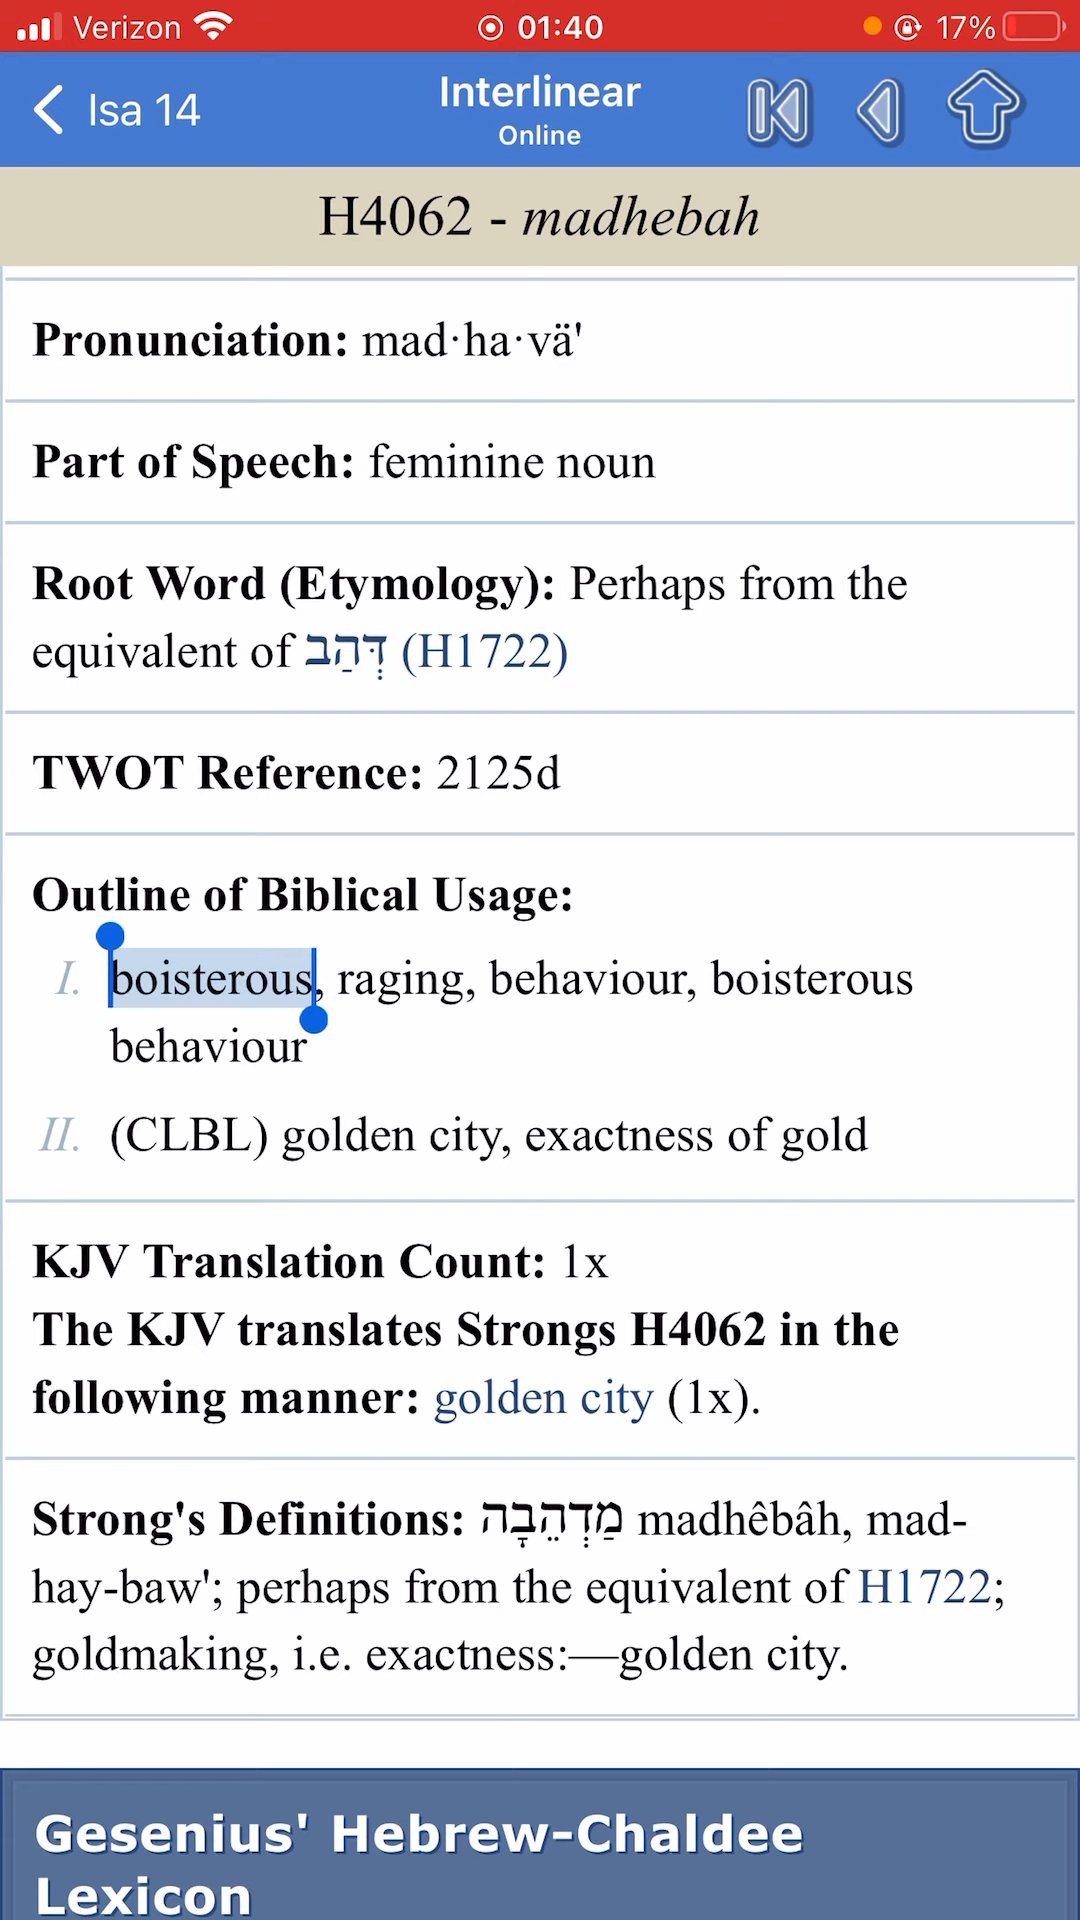 Verizon 01:40 17%
Isa 14 Interlinear
Online
H4062 - madhebah
Pronunciation: mad·ha·vä'
Part of Speech: feminine noun
Root Word (Etymology): Perhaps from the
equivalent of דְּהַב (H1722)
TWOT Reference: 2125d
Outline of Biblical Usage:
I. boisterous, raging, behaviour, boisterous
behaviour
II. (CLBL) golden city, exactness of gold
KJV Translation Count: 1x
The KJV translates Strongs H4062 in the
following manner: golden city (1x).
Strong's Definitions: מַדְהֵבָה madhêbâh, mad-
hay-baw'; perhaps from the equivalent of H1722;
goldmaking, i.e. exactness:—golden city.
Gesenius' Hebrew-Chaldee
Lexicon